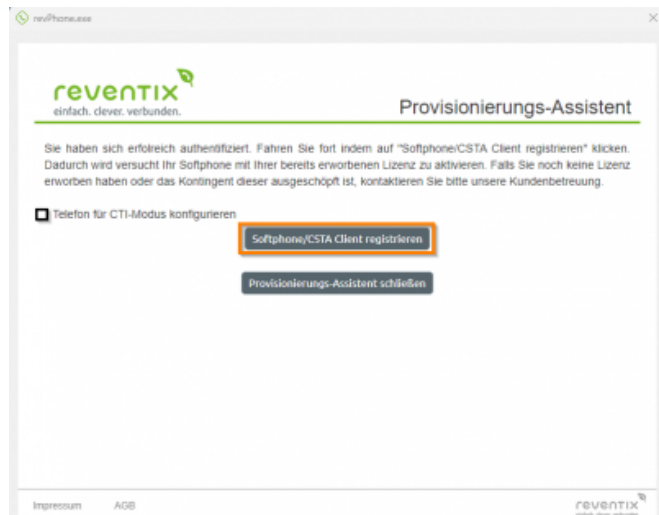 revPhone.exe
reventix
einfach. clever. verbunden.
Provisionierungs-Assistent
Sie haben sich erfolreich authentifiziert. Fahren Sie fort indem auf "Softphone/CSTA Client registrieren" klicken.
Dadurch wird versucht Ihr Softphone mit Ihrer bereits erworbenen Lizenz zu aktivieren. Falls Sie noch keine Lizenz
erworben haben oder das Kontingent dieser ausgeschöpft ist, kontaktieren Sie bitte unsere Kundenbetreuung.
Telefon für CTI-Modus konfigurieren
Softphone/CSTA Client registrieren
Provisionierungs-Assistent schließen
Impressum AGB
reventix